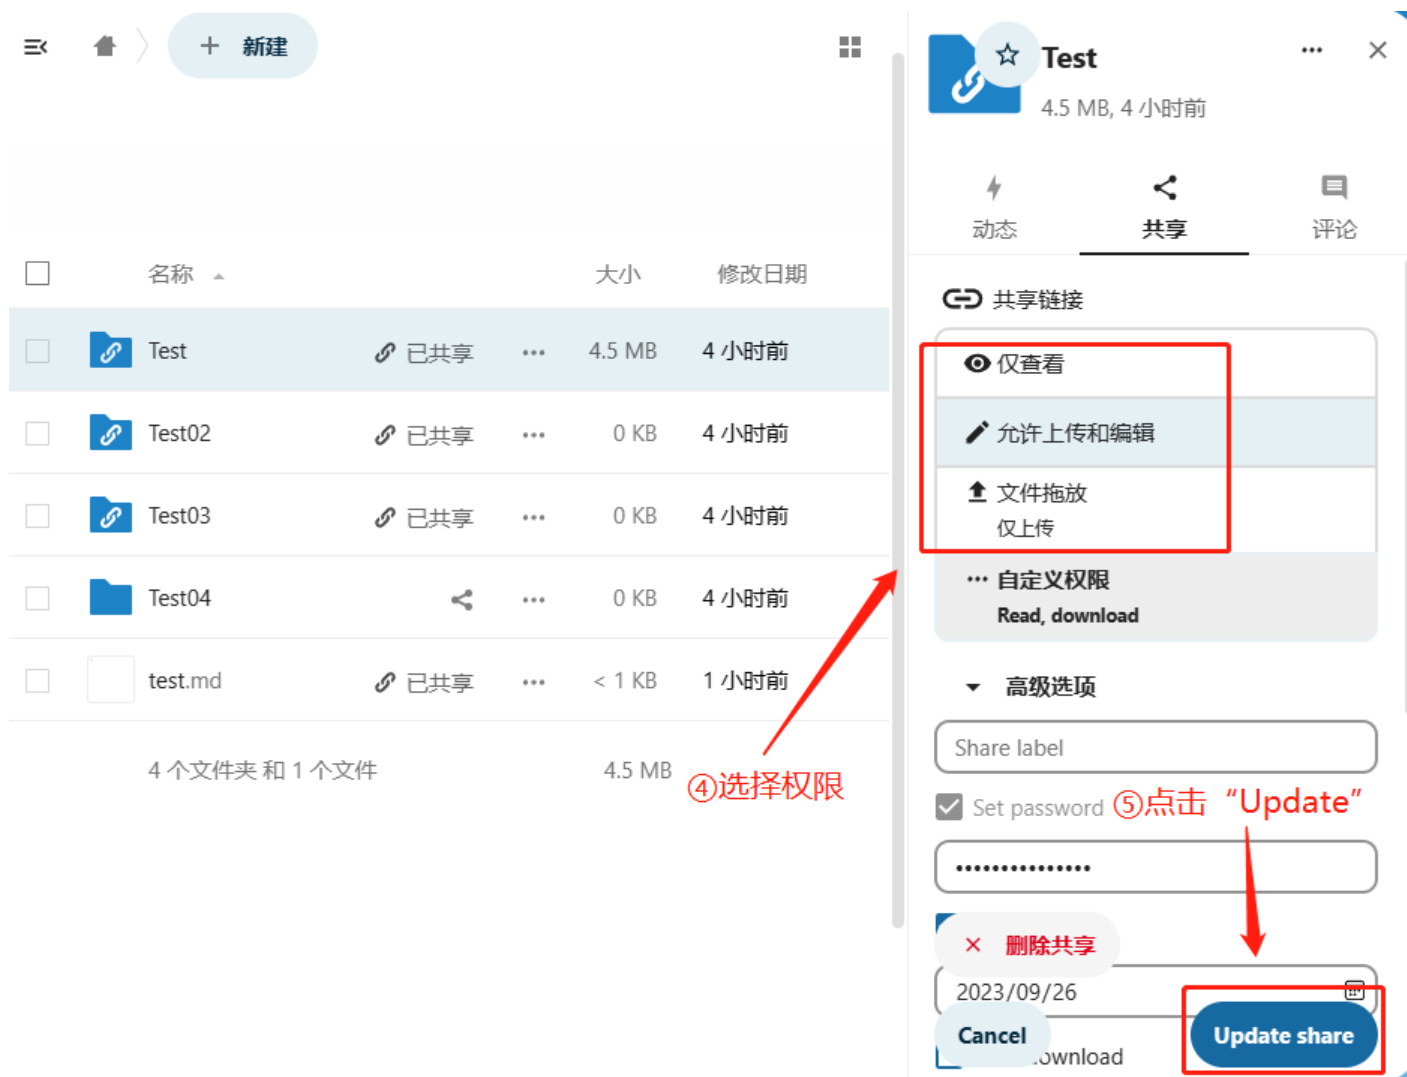 新建
名称
大小
修改日期
Test
已共享
4.5 MB
4 小时前
Test02
已共享
0 KB
4 小时前
Test03
已共享
0 KB
4 小时前
Test04
0 KB
4 小时前
test.md
已共享
< 1 KB
1 小时前
4 个文件夹 和 1 个文件
4.5 MB
④选择权限
Test
4.5 MB, 4 小时前
动态
共享
评论
共享链接
仅查看
允许上传和编辑
文件拖放
仅上传
自定义权限
Read, download
高级选项
Share label
Set password
⑤点击“Update”
•••••••••••••••
删除共享
2023/09/26
Cancel
Update share
ownload